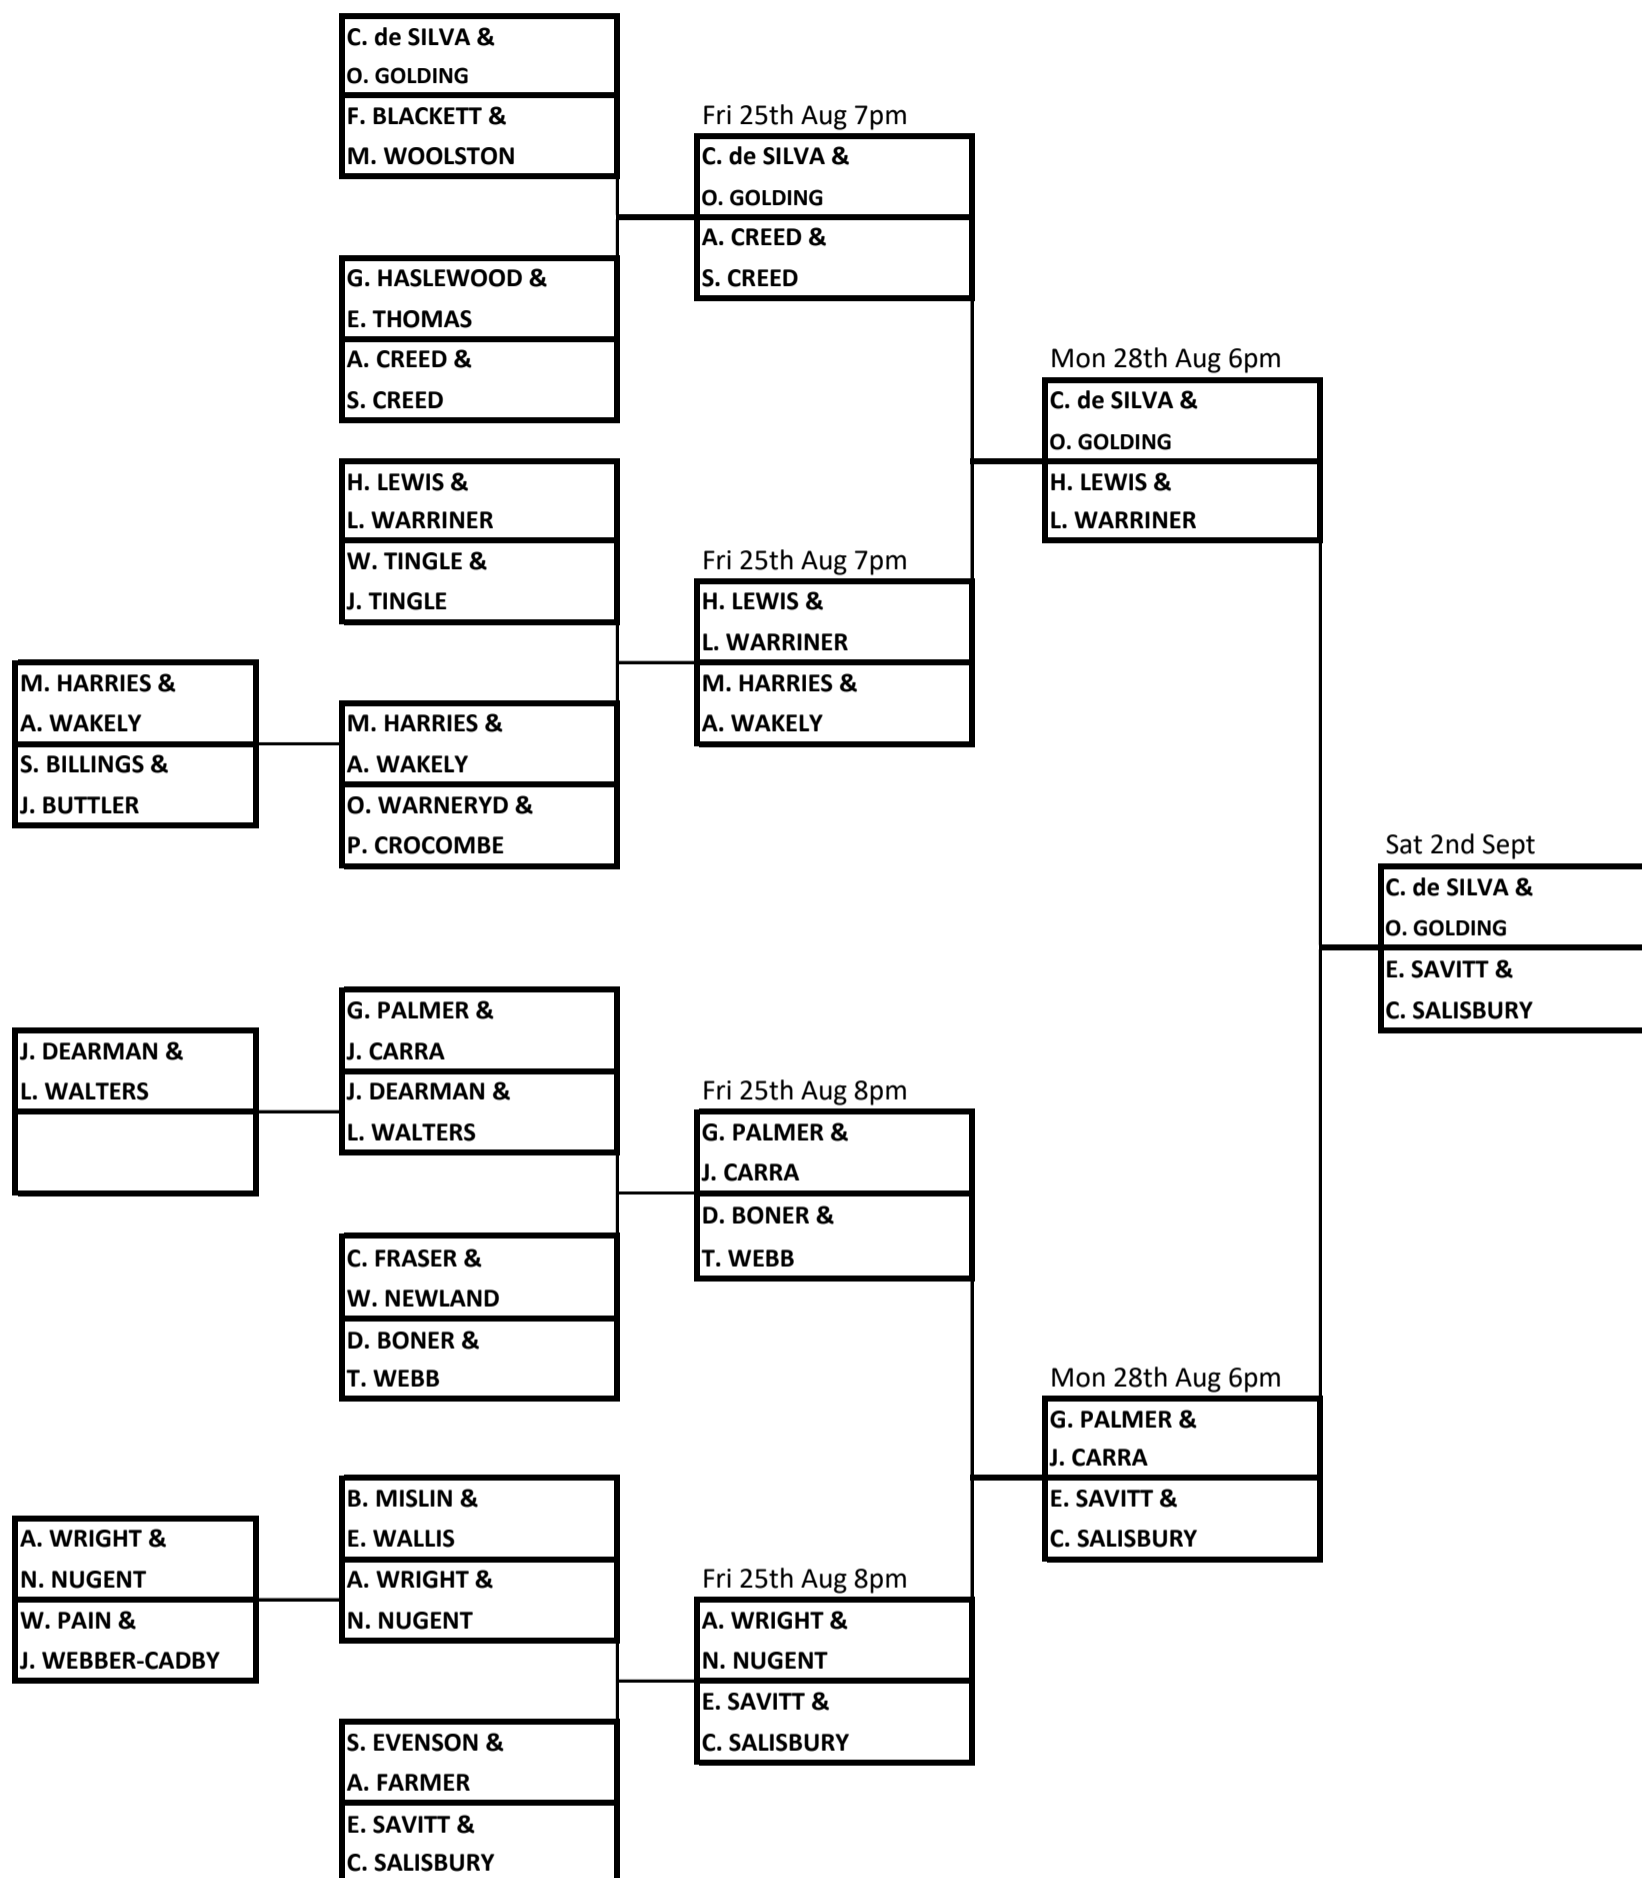 C. de SILVA &
O. GOLDING
F. BLACKETT &
M. WOOLSTON
G. HASLEWOOD &
E. THOMAS
A. CREED &
S. CREED
H. LEWIS &
L. WARRINER
W. TINGLE &
J. TINGLE
M. HARRIES &
A. WAKELY
S. BILLINGS &
J. BUTTLER
M. HARRIES &
A. WAKELY
O. WARNERYD &
P. CROCOMBE
J. DEARMAN &
L. WALTERS
G. PALMER &
J. CARRA
J. DEARMAN &
L. WALTERS
C. FRASER &
W. NEWLAND
D. BONER &
T. WEBB
A. WRIGHT &
N. NUGENT
W. PAIN &
J. WEBBER-CADBY
B. MISLIN &
E. WALLIS
A. WRIGHT &
N. NUGENT
S. EVENSON &
A. FARMER
E. SAVITT &
C. SALISBURY
Fri 25th Aug 7pm
C. de SILVA &
O. GOLDING
A. CREED &
S. CREED
Fri 25th Aug 7pm
H. LEWIS &
L. WARRINER
M. HARRIES &
A. WAKELY
Fri 25th Aug 8pm
G. PALMER &
J. CARRA
D. BONER &
T. WEBB
Fri 25th Aug 8pm
A. WRIGHT &
N. NUGENT
E. SAVITT &
C. SALISBURY
Mon 28th Aug 6pm
C. de SILVA &
O. GOLDING
H. LEWIS &
L. WARRINER
Mon 28th Aug 6pm
G. PALMER &
J. CARRA
E. SAVITT &
C. SALISBURY
Sat 2nd Sept
C. de SILVA &
O. GOLDING
E. SAVITT &
C. SALISBURY